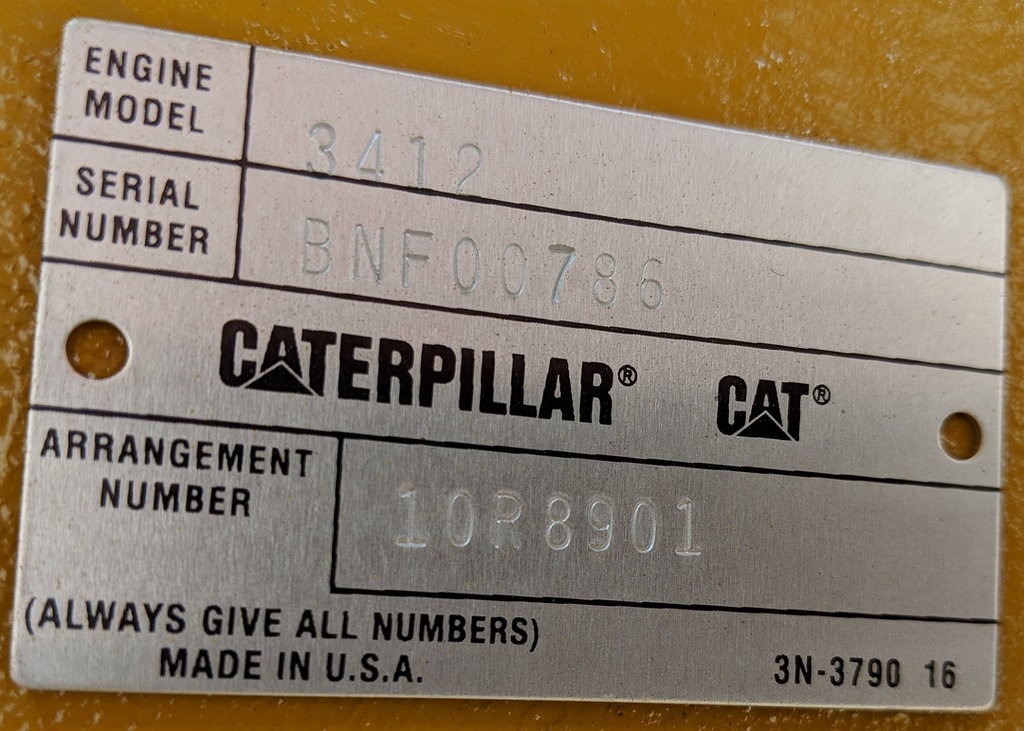 ENGINE
MODEL
3412
SERIAL
NUMBER
BNF00786
CATERPILLAR® CAT®
ARRANGEMENT
NUMBER
10R8901
(ALWAYS GIVE ALL NUMBERS)
MADE IN U.S.A.
3N-3790 16